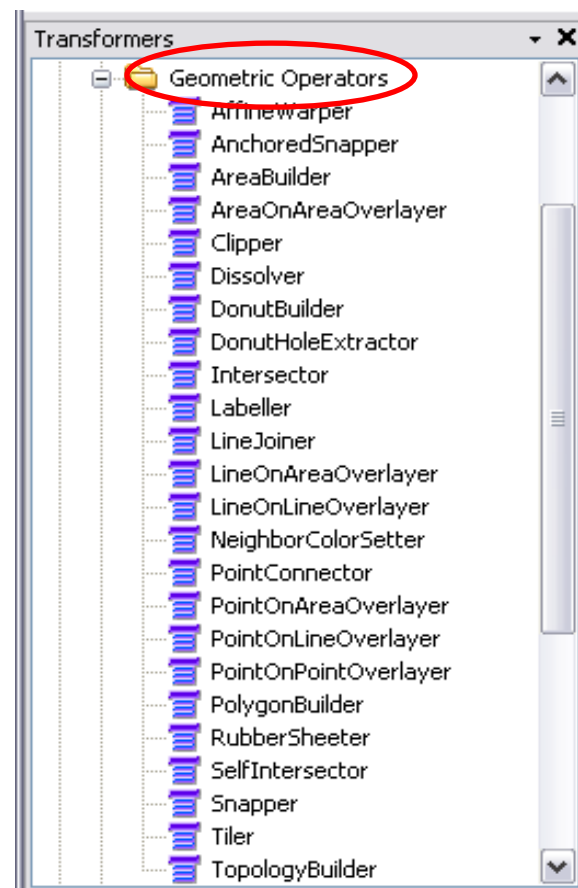 Transformers
Geometric Operators
AffineWarper
AnchoredSnapper
AreaBuilder
AreaOnAreaOverlayer
Clipper
Dissolver
DonutBuilder
DonutHoleExtractor
Intersector
Labeller
LineJoiner
LineOnAreaOverlayer
LineOnLineOverlayer
NeighborColorSetter
PointConnector
PointOnAreaOverlayer
PointOnLineOverlayer
PointOnPointOverlayer
PolygonBuilder
RubberSheeter
SelfIntersector
Snapper
Tiler
TopologyBuilder